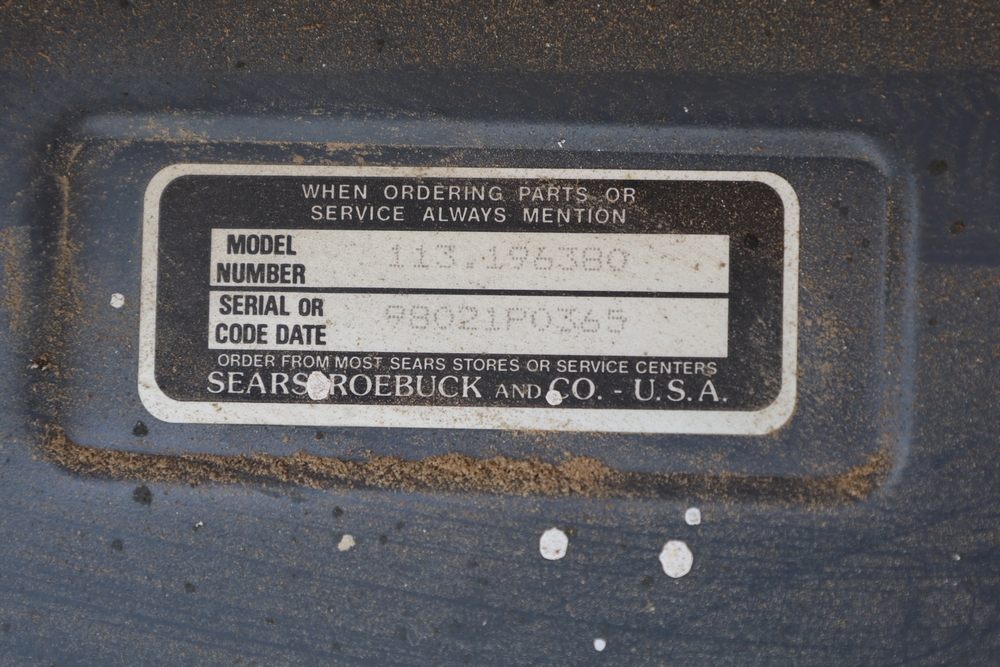 WHEN ORDERING PARTS OR
SERVICE ALWAYS MENTION
MODEL
NUMBER
113.196380
SERIAL OR
CODE DATE
98021P0365
ORDER FROM MOST SEARS STORES OR SERVICE CENTERS
SEARS ROEBUCK AND CO. - U.S.A.